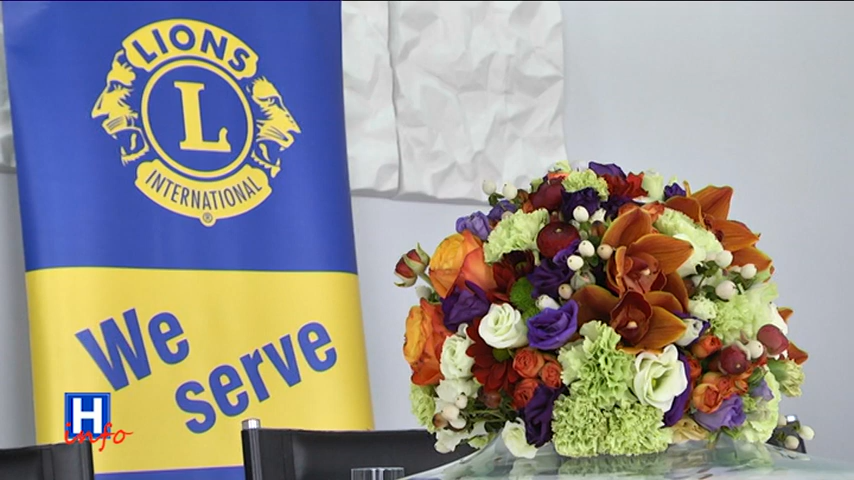 LIONS
L
INTERNATIONAL
®
We
serve
H
info